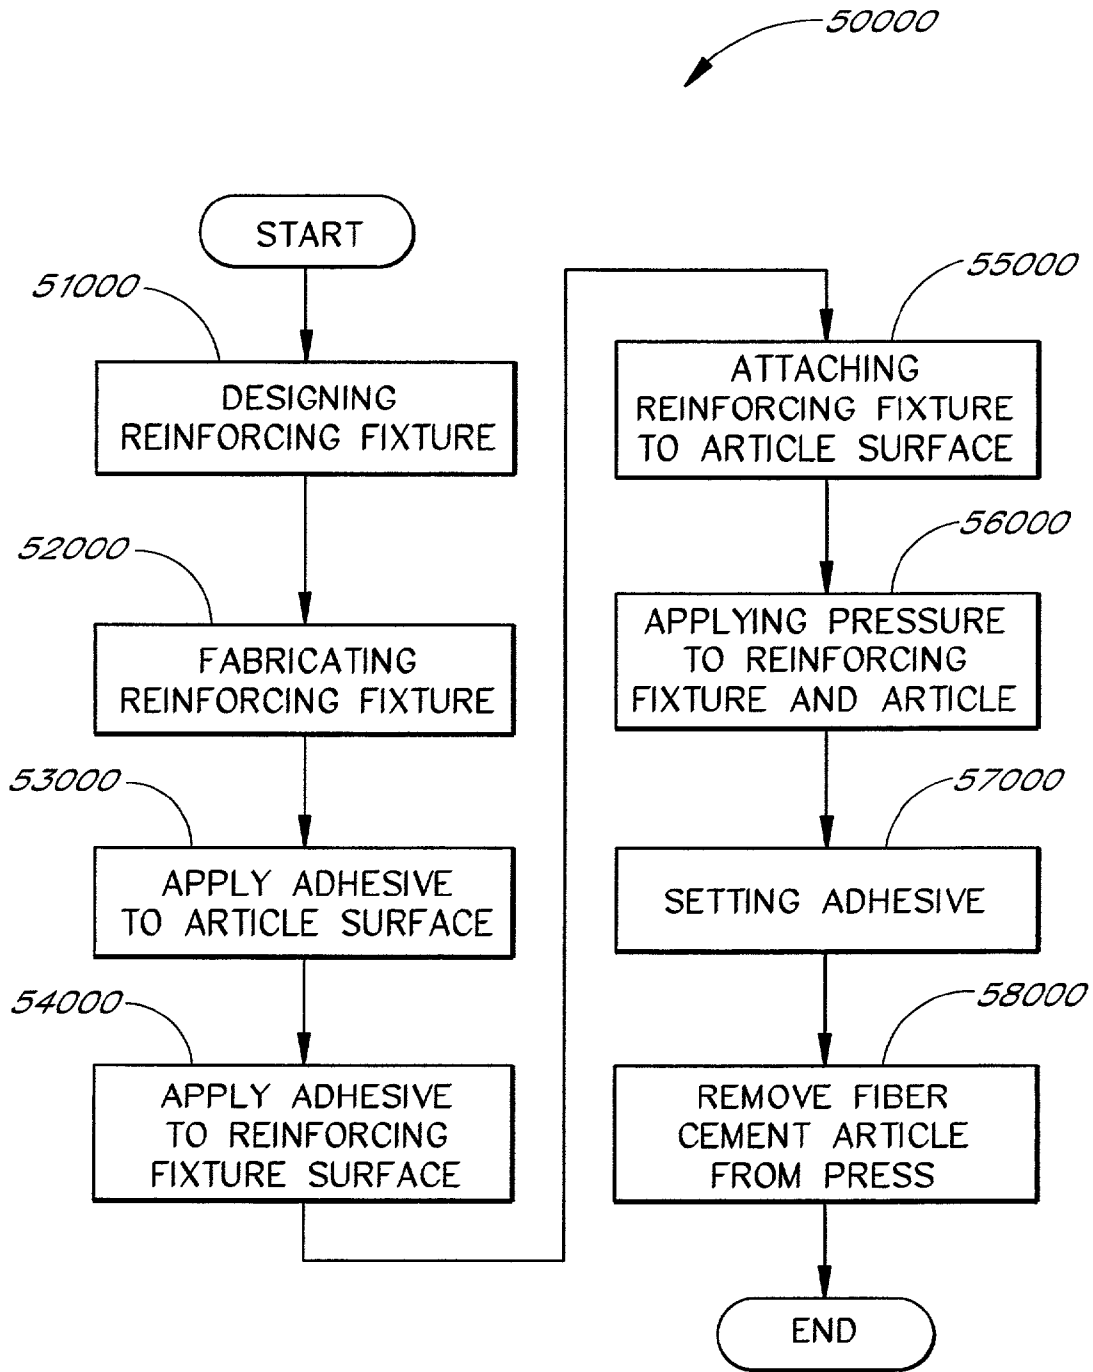 50000
START
51000
DESIGNING
REINFORCING FIXTURE
52000
FABRICATING
REINFORCING FIXTURE
53000
APPLY ADHESIVE
TO ARTICLE SURFACE
54000
APPLY ADHESIVE
TO REINFORCING
FIXTURE SURFACE
55000
ATTACHING
REINFORCING FIXTURE
TO ARTICLE SURFACE
56000
APPLYING PRESSURE
TO REINFORCING
FIXTURE AND ARTICLE
57000
SETTING ADHESIVE
58000
REMOVE FIBER
CEMENT ARTICLE
FROM PRESS
END